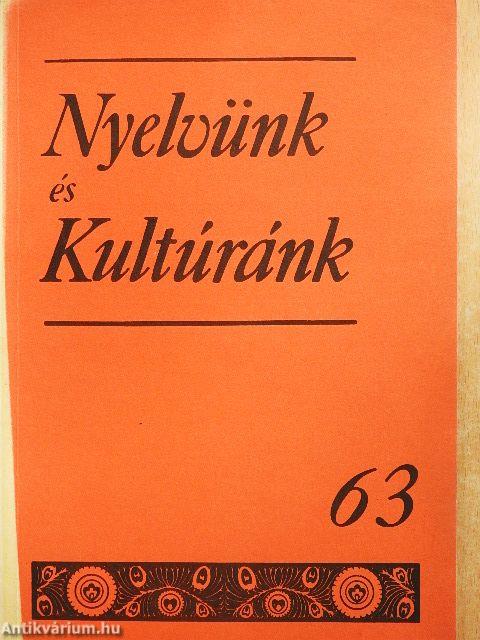 Nyelvünk
és
Kultúránk
63
Antikvárium.hu